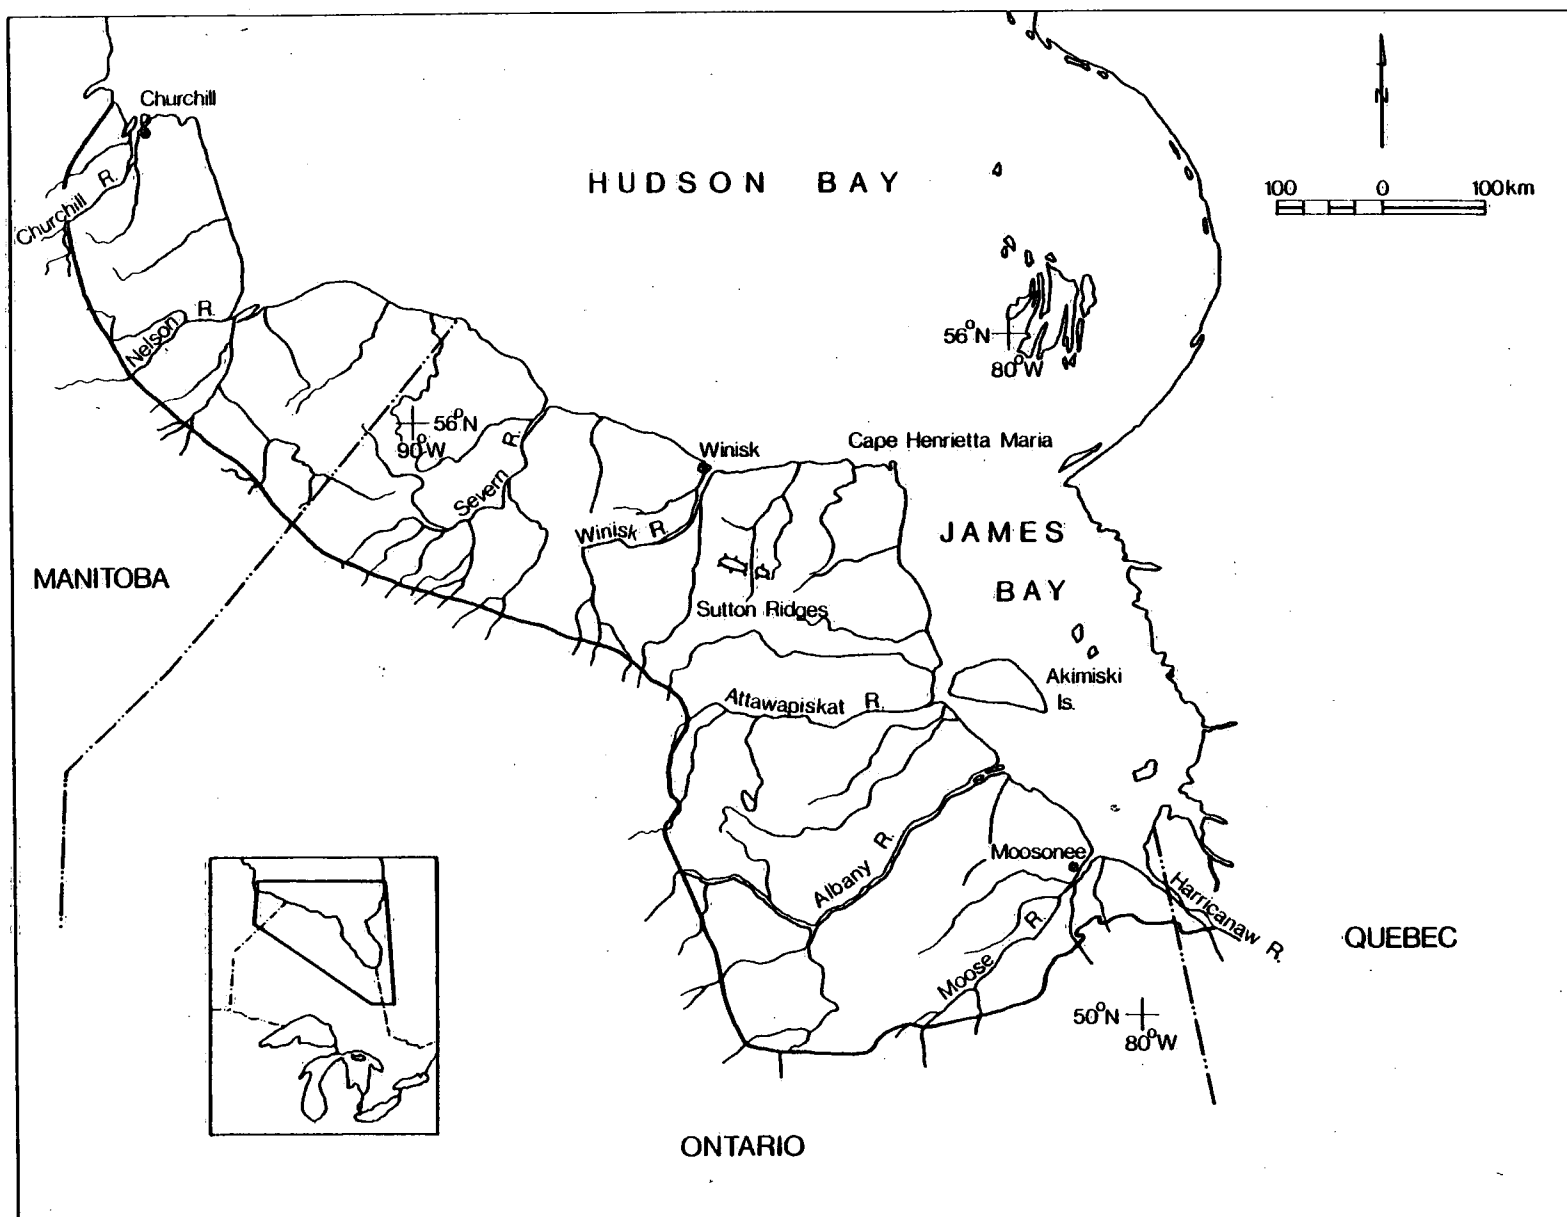 Churchill
N
HUDSON BAY
Churchill R.
100 0 100km
Nelson R.
56°N
80°W
56°N
90°W
Severn R.
Winisk
Cape Henrietta Maria
Winisk R.
JAMES
BAY
MANITOBA
Sutton Ridges
Akimiski
Is.
Attawapiskat R.
Albany R.
Moosonee
Harricanaw R.
Moose R.
QUEBEC
50°N
80°W
ONTARIO